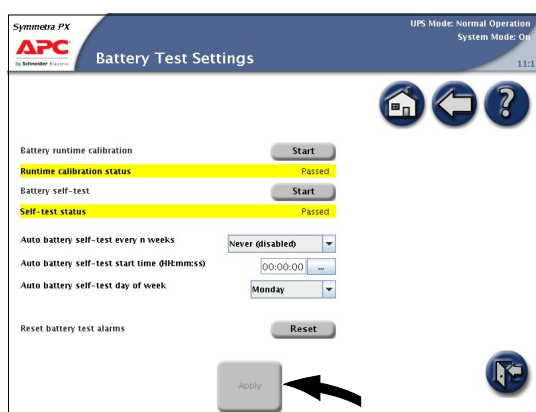 Symmetra PX
UPS Mode: Normal Operation
System Mode: On
APC
by Schneider Electric
Battery Test Settings
11:1
?
Battery runtime calibration
Start
Runtime calibration status
Passed
Battery self-test
Start
Self-test status
Passed
Auto battery self-test every n weeks
Never (disabled)
Auto battery self-test start time (HH:mm:ss)
00:00:00
...
Auto battery self-test day of week
Monday
Reset battery test alarms
Reset
Apply